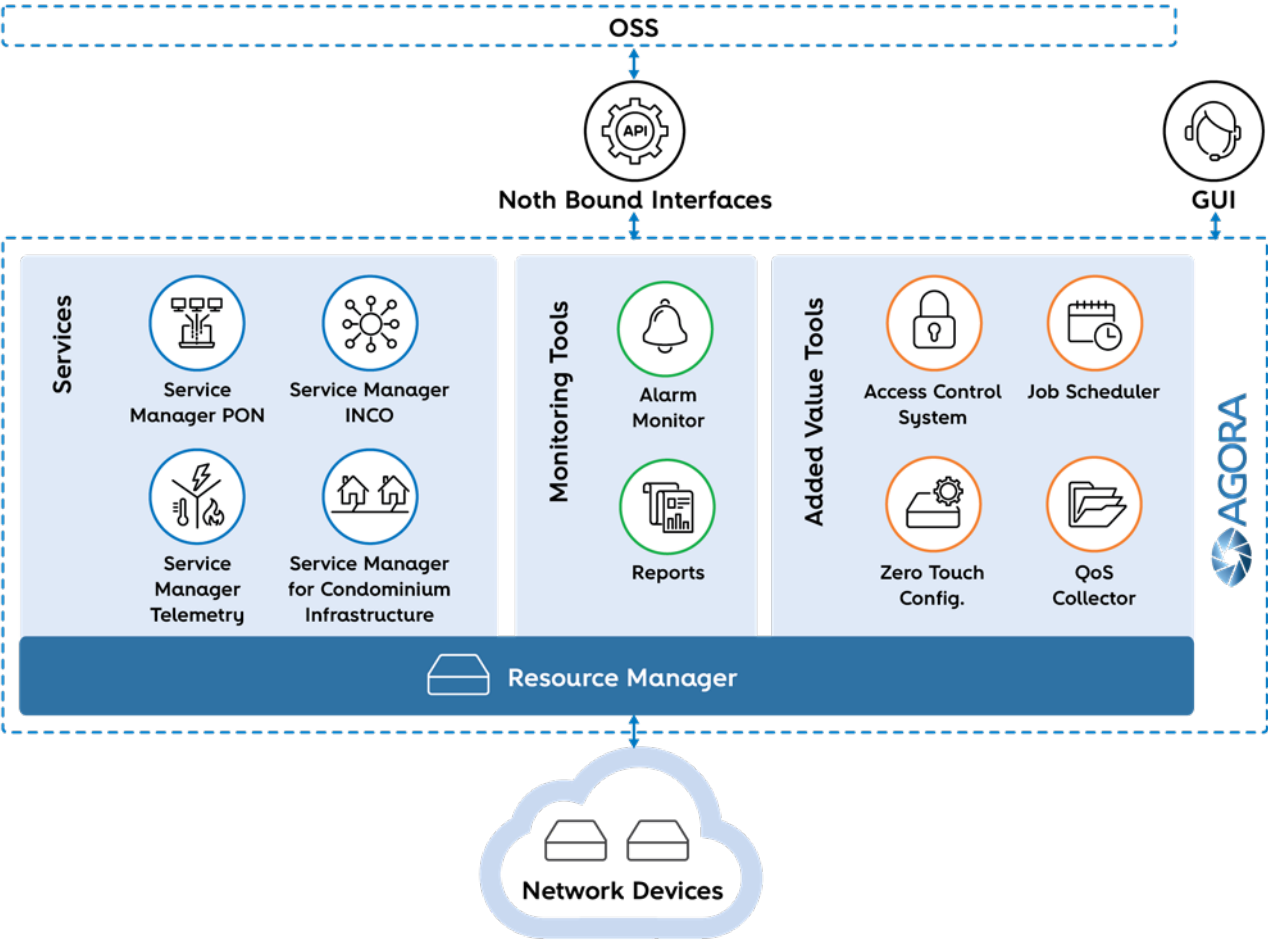 OSS
API
Noth Bound Interfaces
GUI
Services
Service
Manager PON
Service Manager
INCO
Service
Manager
Telemetry
Service Manager
for Condominium
Infrastructure
Monitoring Tools
Alarm
Monitor
Reports
Added Value Tools
Access Control
System
Job Scheduler
Zero Touch
Config.
QoS
Collector
AGORA
Resource Manager
Network Devices